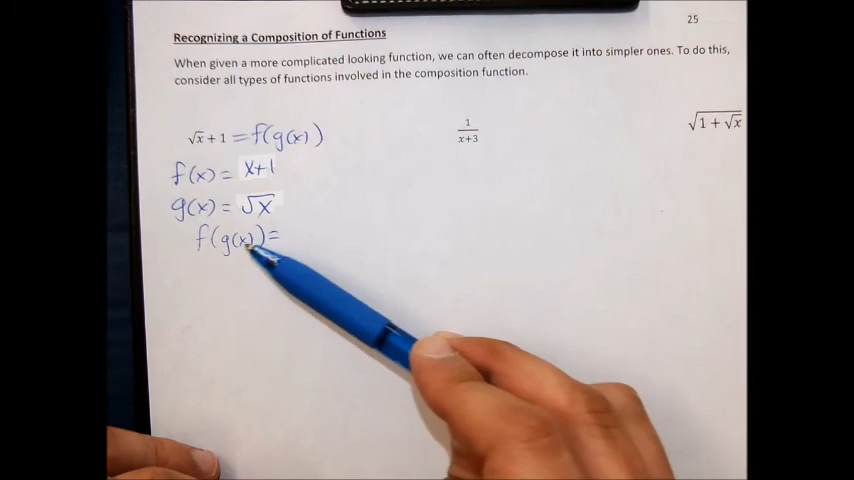 25
Recognizing a Composition of Functions
When given a more complicated looking function, we can often decompose it into simpler ones. To do this,
consider all types of functions involved in the composition function.
√x + 1 = f(g(x))
1/(x+3)
√(1 + √x)
f(x) = x+1
g(x) = √x
f(g(x)) =